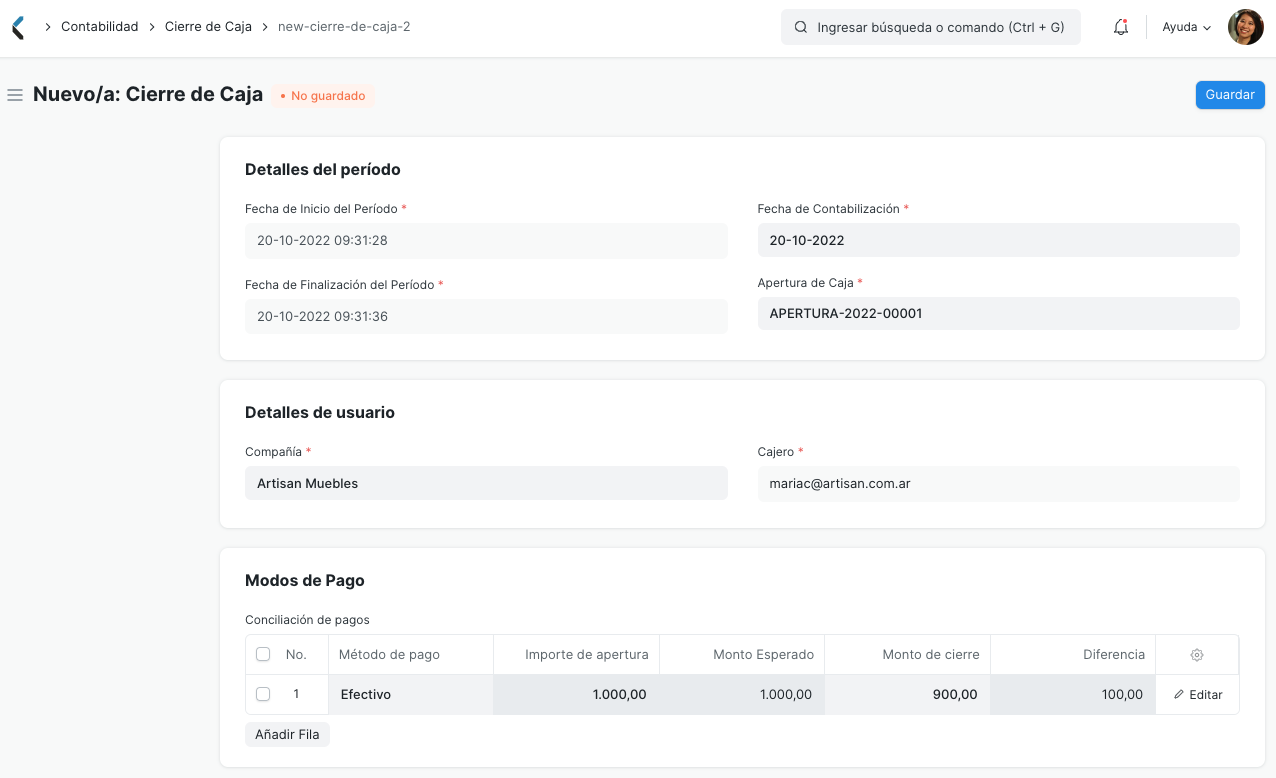 Contabilidad
Cierre de Caja
new-cierre-de-caja-2
Ingresar búsqueda o comando (Ctrl + G)
Ayuda
Nuevo/a: Cierre de Caja
• No guardado
Guardar
Detalles del período
Fecha de Inicio del Período *
20-10-2022 09:31:28
Fecha de Contabilización *
20-10-2022
Fecha de Finalización del Período *
20-10-2022 09:31:36
Apertura de Caja *
APERTURA-2022-00001
Detalles de usuario
Compañía *
Artisan Muebles
Cajero *
mariac@artisan.com.ar
Modos de Pago
Conciliación de pagos
No. Método de pago Importe de apertura Monto Esperado Monto de cierre Diferencia
1 Efectivo 1.000,00 1.000,00 900,00 100,00 Editar
Añadir Fila